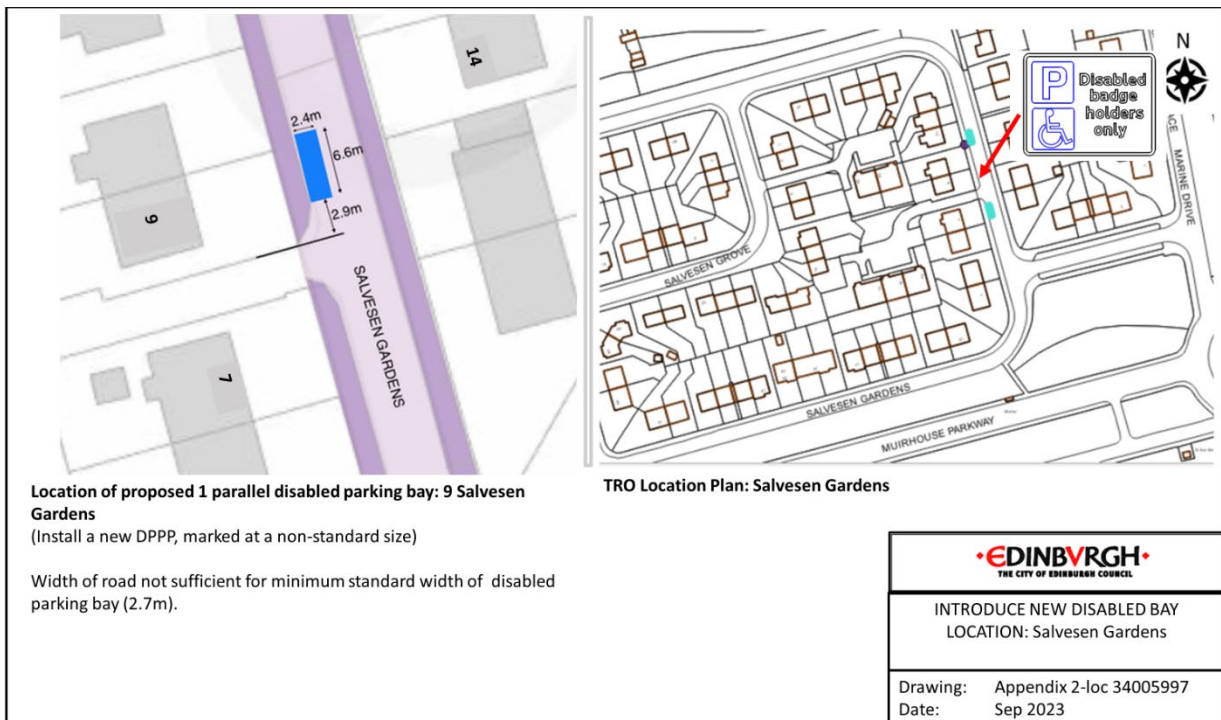 14
2.4m
6.6m
2.9m
9
7
SALVESEN GARDENS
Location of proposed 1 parallel disabled parking bay: 9 Salvesen
Gardens
(Install a new DPPP, marked at a non-standard size)
Width of road not sufficient for minimum standard width of disabled
parking bay (2.7m).
N
P
Disabled
badge
holders
only
MARINE DRIVE
SALVESEN GROVE
SALVESEN GARDENS
MUIRHOUSE PARKWAY
TRO Location Plan: Salvesen Gardens
EDINBVRGH
THE CITY OF EDINBURGH COUNCIL
INTRODUCE NEW DISABLED BAY
LOCATION: Salvesen Gardens
Drawing: Appendix 2-loc 34005997
Date: Sep 2023